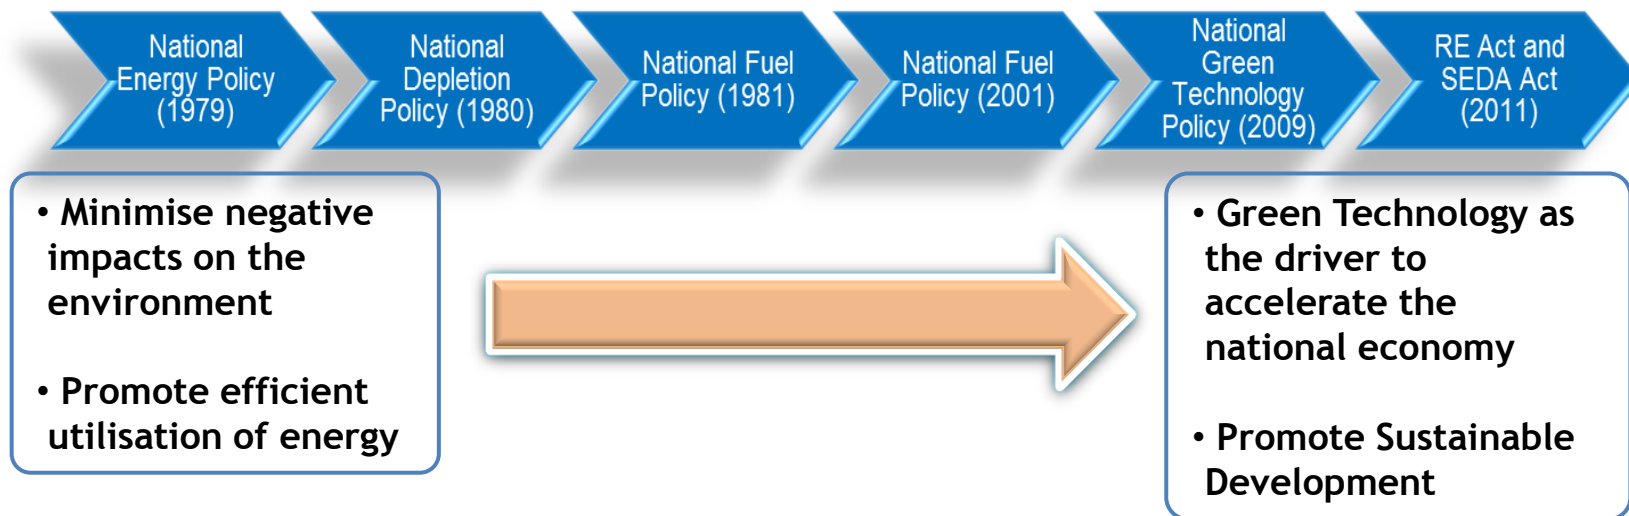 National
Energy Policy
(1979)
National
Depletion
Policy (1980)
National Fuel
Policy (1981)
National Fuel
Policy (2001)
National
Green
Technology
Policy (2009)
RE Act and
SEDA Act
(2011)
• Minimise negative
impacts on the
environment
• Promote efficient
utilisation of energy
• Green Technology as
the driver to
accelerate the
national economy
• Promote Sustainable
Development